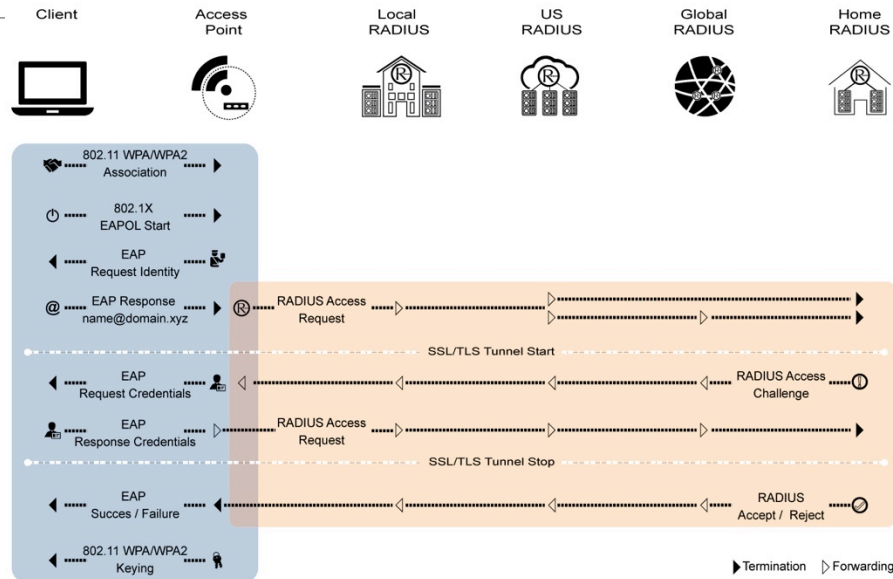 Client
Access
Point
Local
RADIUS
US
RADIUS
Global
RADIUS
Home
RADIUS
R
R
R
802.11 WPA/WPA2
Association
802.1X
EAPOL Start
EAP
Request Identity
@
EAP Response
name@domain.xyz
R
RADIUS Access
Request
SSL/TLS Tunnel Start
EAP
Request Credentials
RADIUS Access
Challenge
EAP
Response Credentials
RADIUS Access
Request
SSL/TLS Tunnel Stop
EAP
Succes / Failure
RADIUS
Accept / Reject
802.11 WPA/WPA2
Keying
Termination
Forwarding